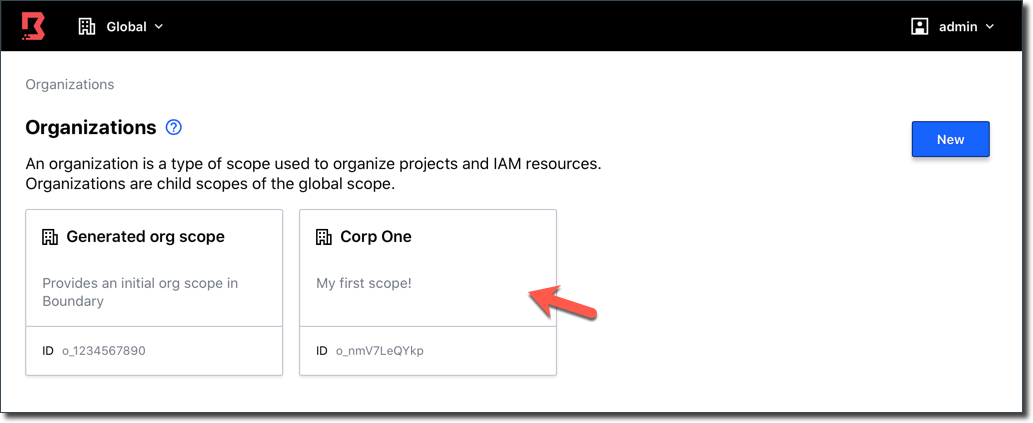 Global
admin
Organizations
Organizations
New
An organization is a type of scope used to organize projects and IAM resources.
Organizations are child scopes of the global scope.
Generated org scope
Provides an initial org scope in
Boundary
ID o_1234567890
Corp One
My first scope!
ID o_nmV7LeQYkp